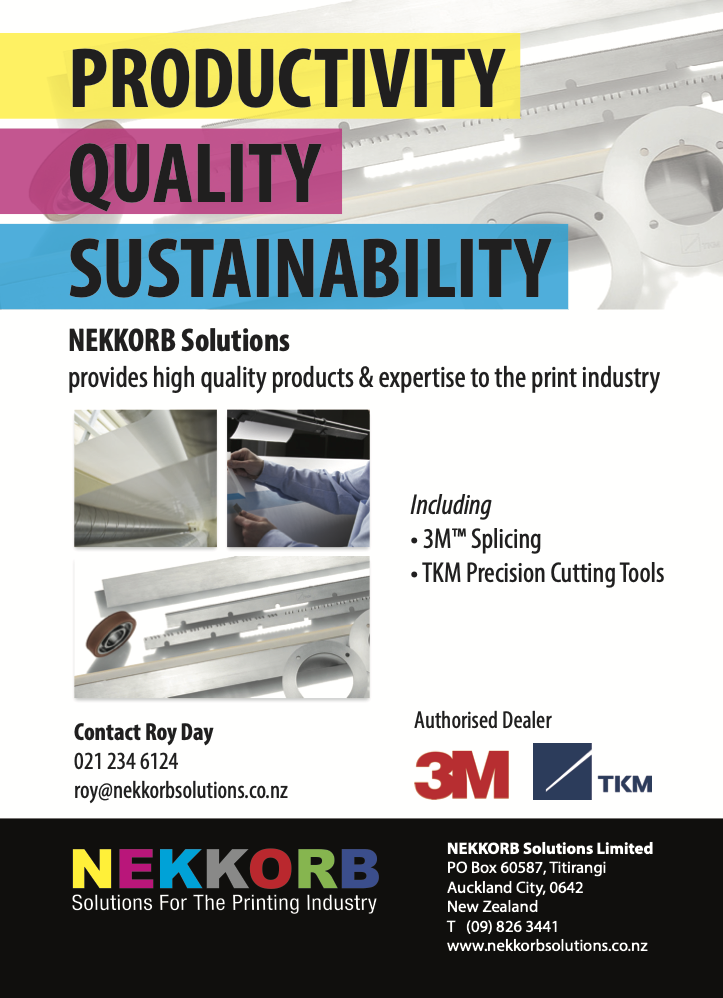 PRODUCTIVITY
QUALITY
SUSTAINABILITY
NEKKORB Solutions
provides high quality products & expertise to the print industry
Including
• 3M™ Splicing
• TKM Precision Cutting Tools
Contact Roy Day
021 234 6124
roy@nekkorbsolutions.co.nz
Authorised Dealer
3M
TKM
NEKKORB
Solutions For The Printing Industry
NEKKORB Solutions Limited
PO Box 60587, Titirangi
Auckland City, 0642
New Zealand
T (09) 826 3441
www.nekkorbsolutions.co.nz